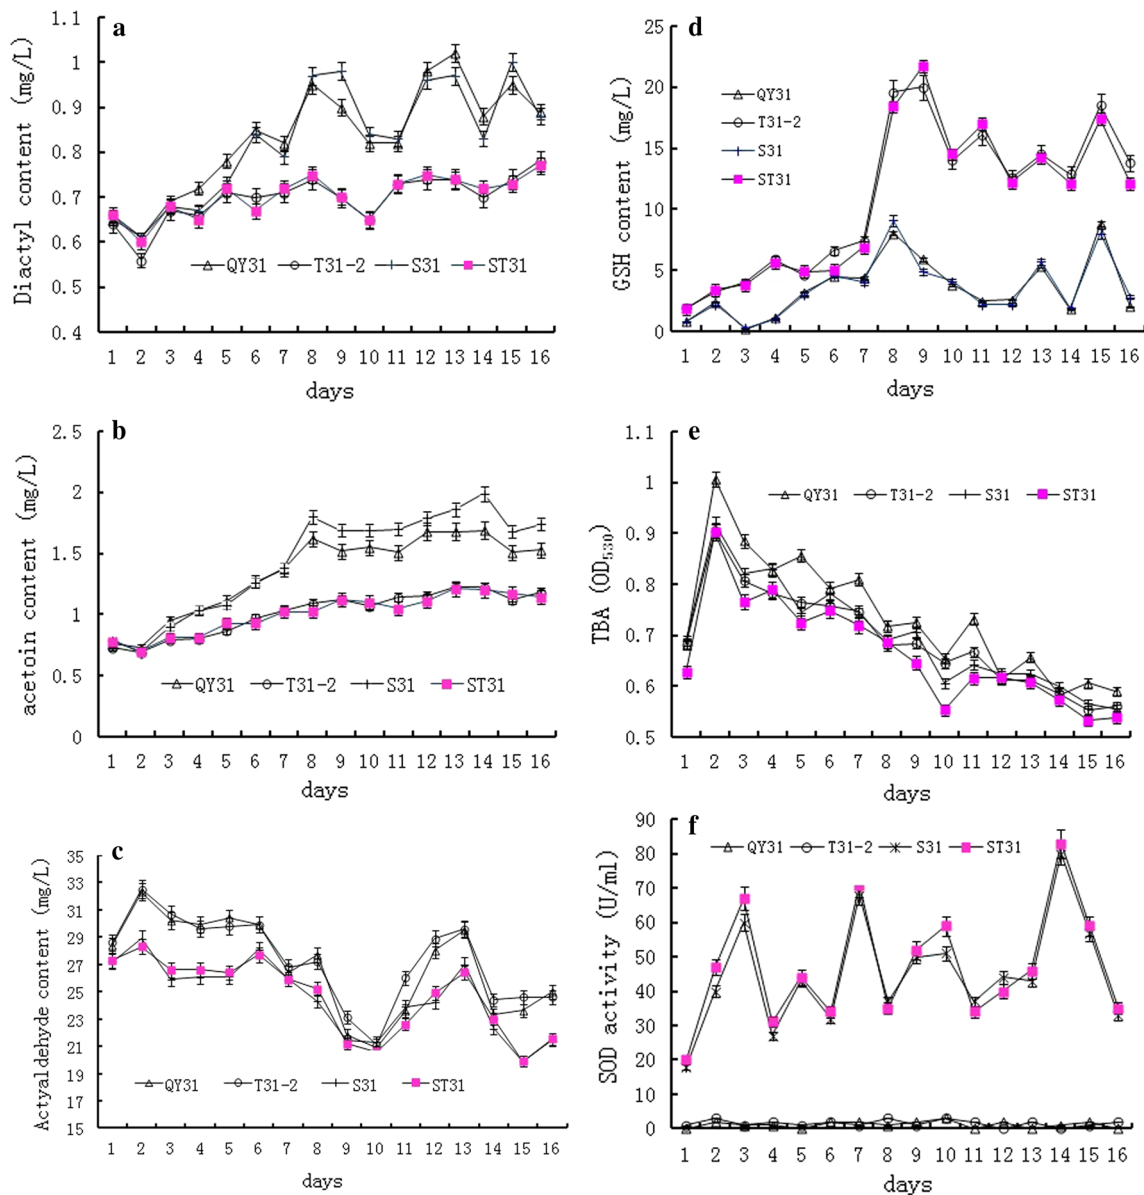 a
Diactyl content (mg/L)
1.1
1
0.9
0.8
0.7
0.6
0.5
0.4
QY31 T31-2 S31 ST31
1 2 3 4 5 6 7 8 9 10 11 12 13 14 15 16
days
b
acetoin content (mg/L)
2.5
2
1.5
1
0.5
0
QY31 T31-2 S31 ST31
1 2 3 4 5 6 7 8 9 10 11 12 13 14 15 16
days
c
Actyaldehyde content (mg/L)
35
33
31
29
27
25
23
21
19
17
15
QY31 T31-2 S31 ST31
1 2 3 4 5 6 7 8 9 10 11 12 13 14 15 16
days
d
GSH content (mg/L)
25
20
15
10
5
0
QY31
T31-2
S31
ST31
1 2 3 4 5 6 7 8 9 10 11 12 13 14 15 16
days
e
TBA (OD530)
1.1
1
0.9
0.8
0.7
0.6
0.5
QY31 T31-2 S31 ST31
1 2 3 4 5 6 7 8 9 10 11 12 13 14 15 16
days
f
SOD activity (U/ml)
90
80
70
60
50
40
30
20
10
0
QY31 T31-2 S31 ST31
1 2 3 4 5 6 7 8 9 10 11 12 13 14 15 16
days